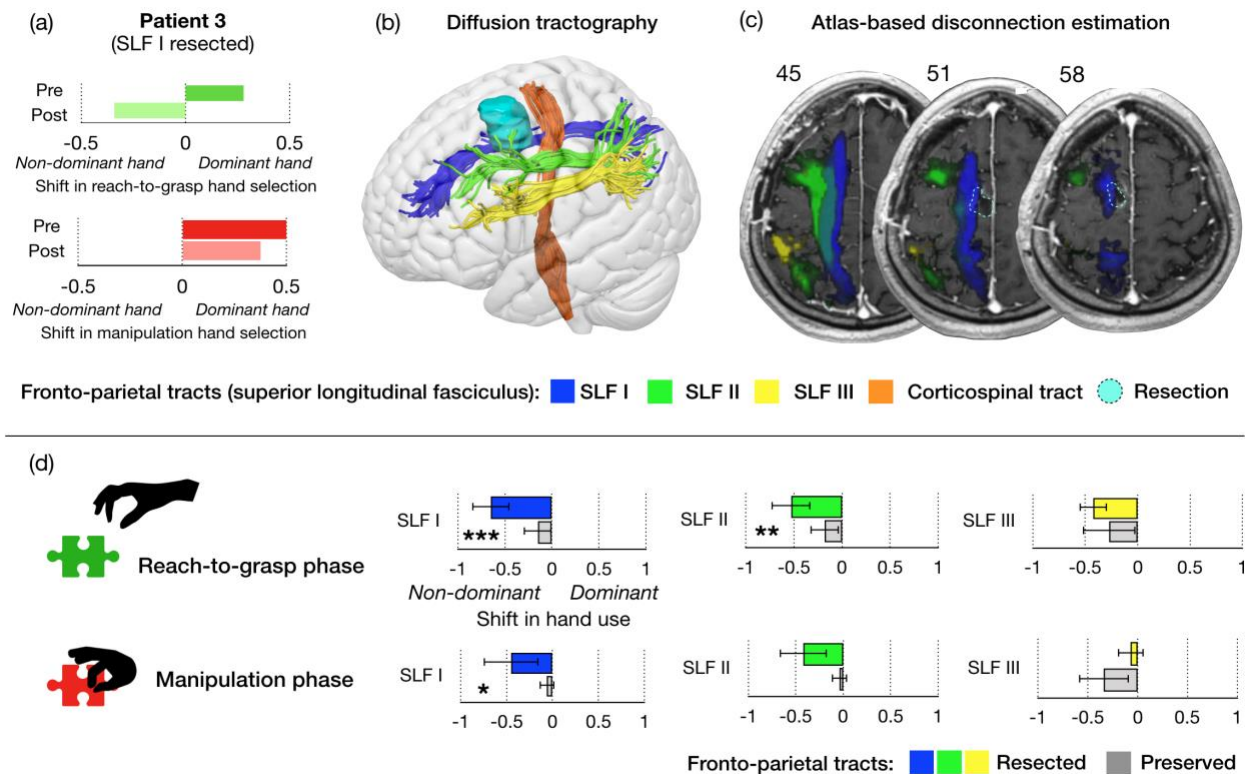 (a)
Patient 3
(SLF I resected)
Pre
Post
-0.5 0 0.5
Non-dominant hand Dominant hand
Shift in reach-to-grasp hand selection
Pre
Post
-0.5 0 0.5
Non-dominant hand Dominant hand
Shift in manipulation hand selection
(b) Diffusion tractography
(c) Atlas-based disconnection estimation
45 51 58
Fronto-parietal tracts (superior longitudinal fasciculus): SLF I SLF II SLF III Corticospinal tract Resection
(d)
Reach-to-grasp phase
SLF I
***
-1 -0.5 0 0.5 1
Non-dominant Dominant
Shift in hand use
SLF II
**
-1 -0.5 0 0.5 1
SLF III
-1 -0.5 0 0.5 1
Manipulation phase
SLF I
*
-1 -0.5 0 0.5 1
SLF II
-1 -0.5 0 0.5 1
SLF III
-1 -0.5 0 0.5 1
Fronto-parietal tracts: Resected Preserved